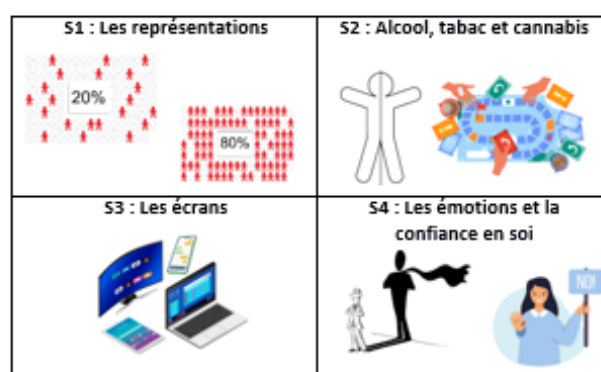 S1 : Les représentations
20%
80%
S2 : Alcool, tabac et cannabis
S3 : Les écrans
S4 : Les émotions et la
confiance en soi
NO!